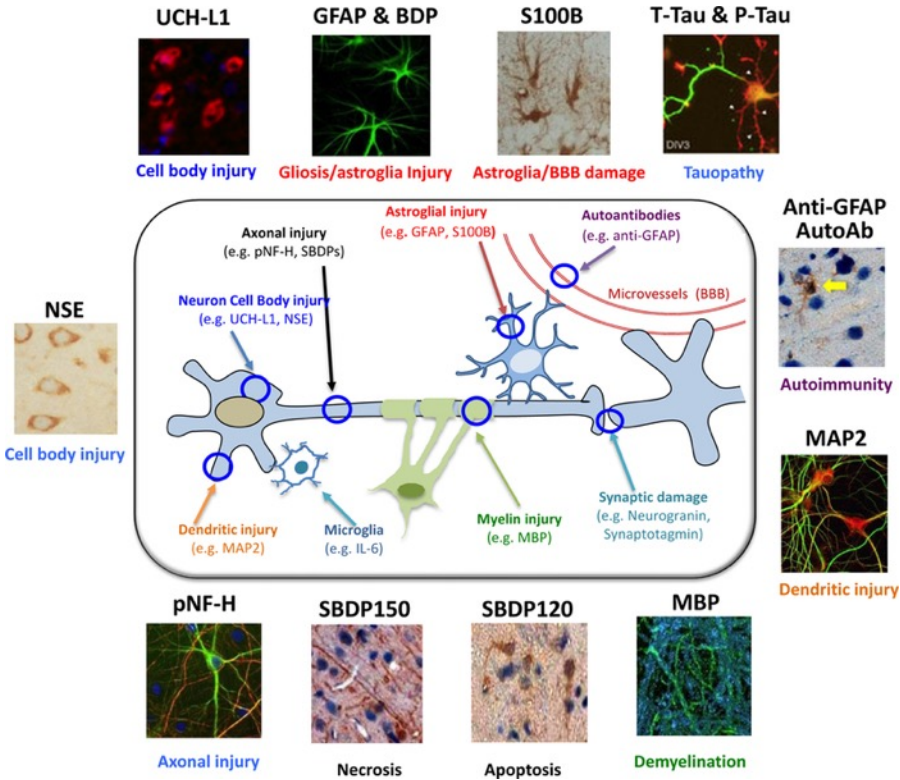 UCH-L1
GFAP & BDP
S100B
T-Tau & P-Tau
DIV3
Cell body injury
Gliosis/astroglia Injury
Astroglia/BBB damage
Tauopathy
Anti-GFAP
AutoAb
Autoimmunity
NSE
Cell body injury
Axonal injury
(e.g. pNF-H, SBDPs)
Astroglial injury
(e.g. GFAP, S100B)
Autoantibodies
(e.g. anti-GFAP)
Neuron Cell Body injury
(e.g. UCH-L1, NSE)
Microvessels (BBB)
Dendritic injury
(e.g. MAP2)
Microglia
(e.g. IL-6)
Myelin injury
(e.g. MBP)
Synaptic damage
(e.g. Neurogranin,
Synaptotagmin)
MAP2
Dendritic injury
pNF-H
SBDP150
SBDP120
MBP
Axonal injury
Necrosis
Apoptosis
Demyelination